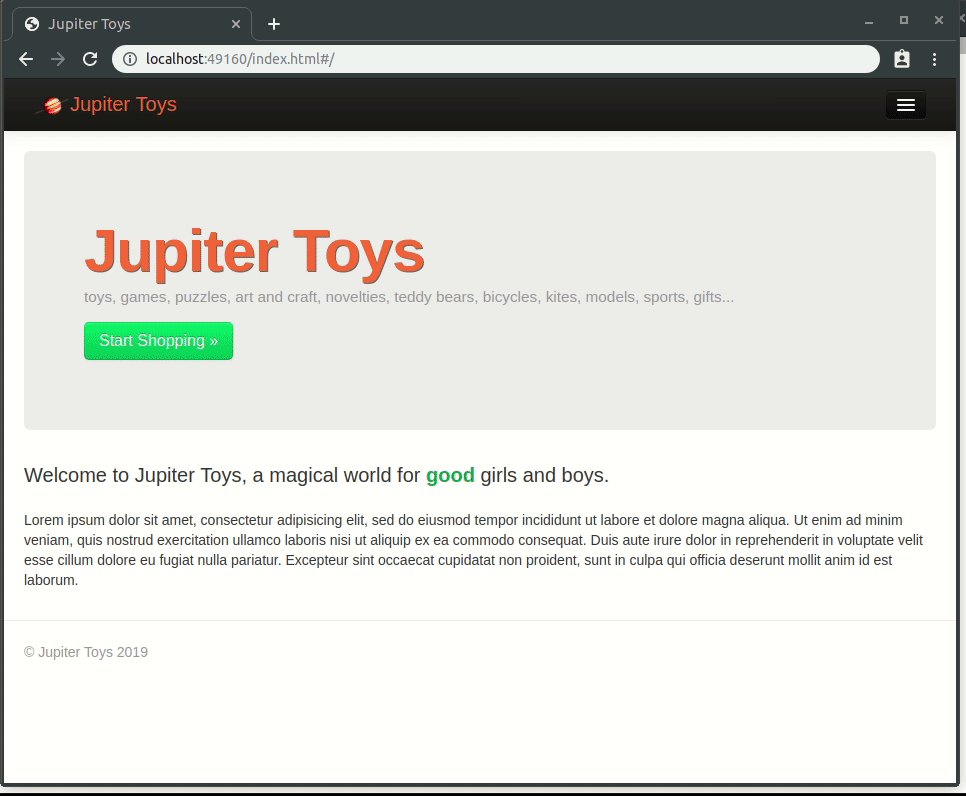 Jupiter Toys
localhost:49160/index.html#/
Jupiter Toys
Jupiter Toys
toys, games, puzzles, art and craft, novelties, teddy bears, bicycles, kites, models, sports, gifts...
Start Shopping »
Welcome to Jupiter Toys, a magical world for good girls and boys.
Lorem ipsum dolor sit amet, consectetur adipisicing elit, sed do eiusmod tempor incididunt ut labore et dolore magna aliqua. Ut enim ad minim
veniam, quis nostrud exercitation ullamco laboris nisi ut aliquip ex ea commodo consequat. Duis aute irure dolor in reprehenderit in voluptate velit
esse cillum dolore eu fugiat nulla pariatur. Excepteur sint occaecat cupidatat non proident, sunt in culpa qui officia deserunt mollit anim id est
laborum.
© Jupiter Toys 2019